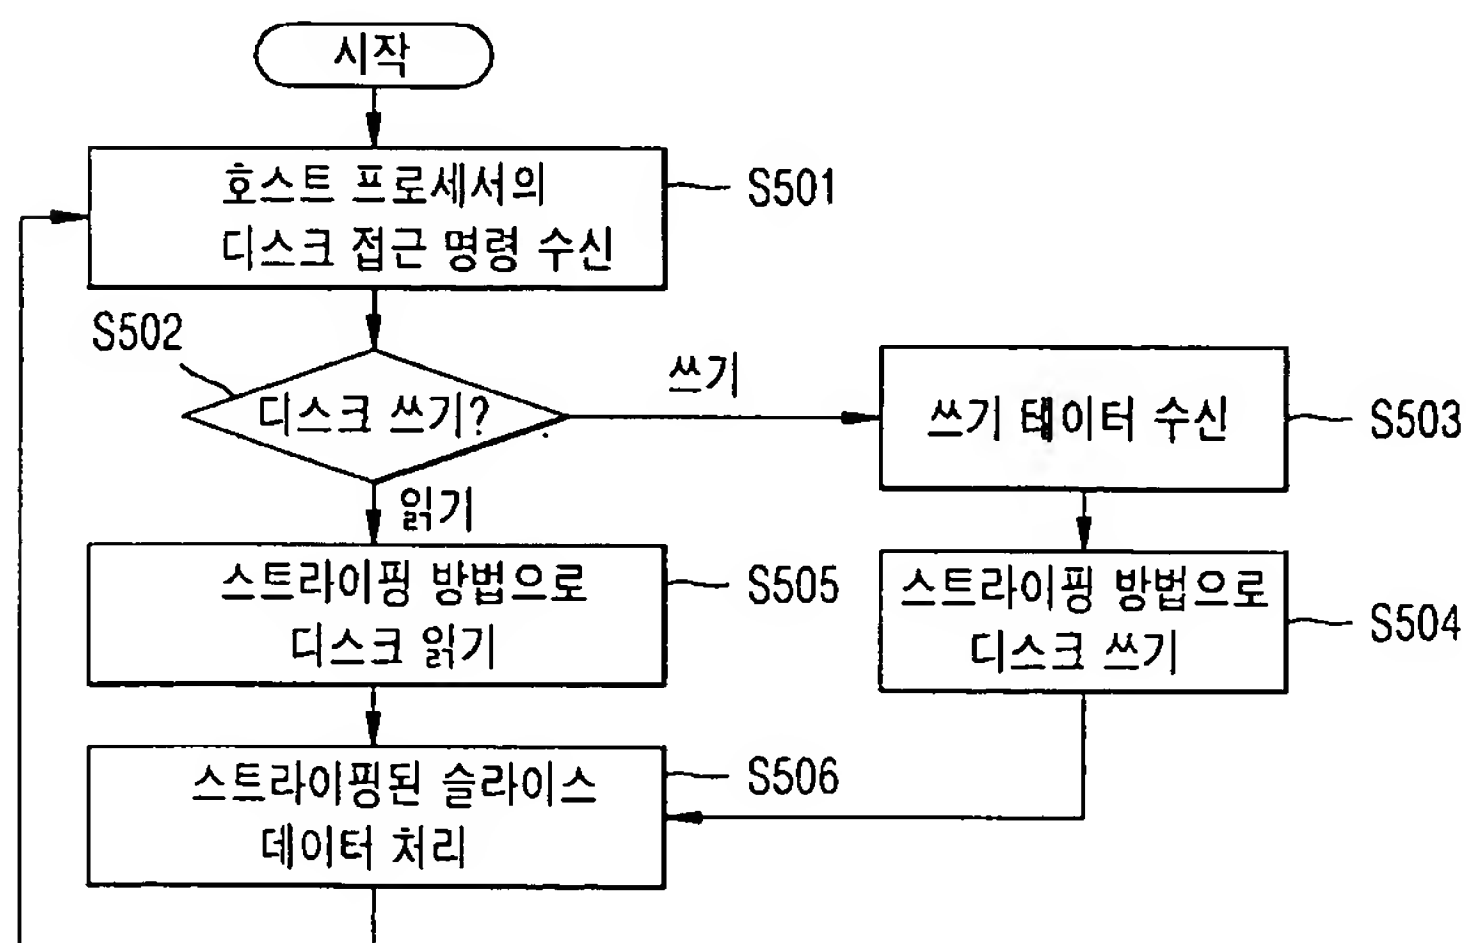 시작
호스트 프로세서의
디스크 접근 명령 수신
S501
S502
디스크 쓰기?
쓰기
쓰기 테이터 수신
S503
읽기
스트라이핑 방법으로
디스크 읽기
S505
스트라이핑 방법으로
디스크 쓰기
S504
스트라이핑된 슬라이스
데이터 처리
S506